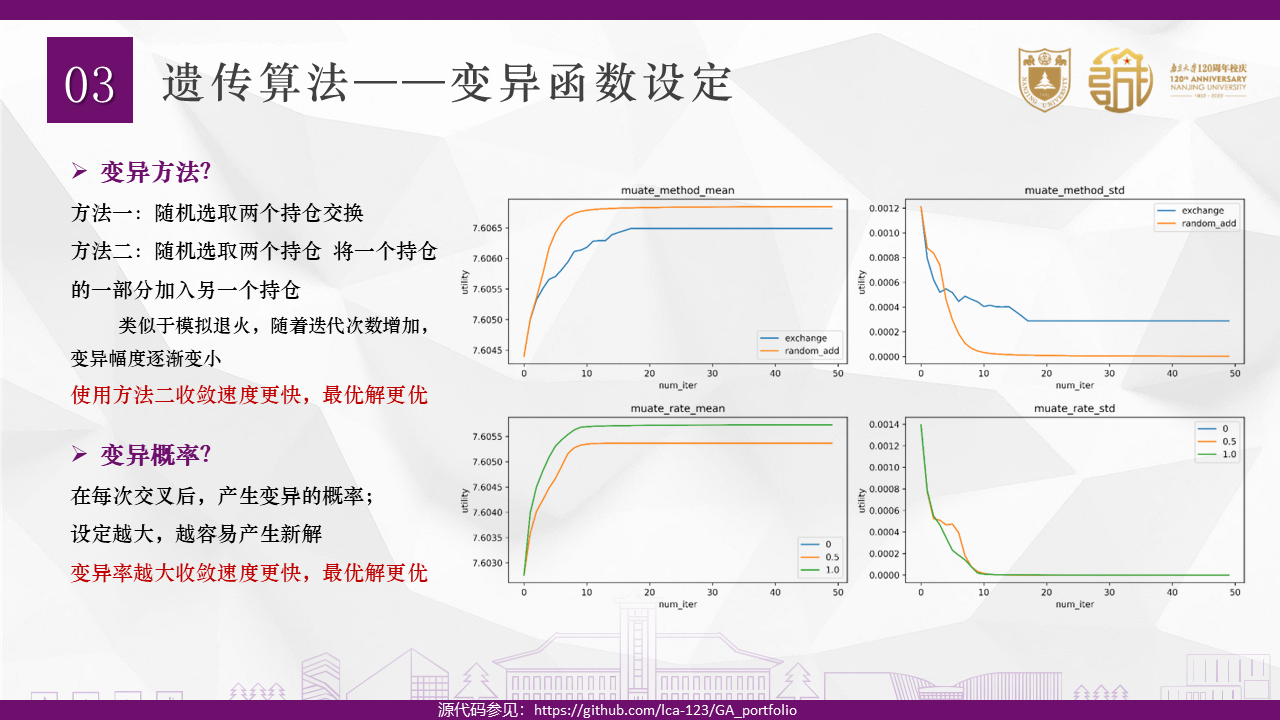 03
遗传算法——变异函数设定
NANJING UNIVERSITY
南京大学120周年校庆
120th ANNIVERSARY
NANJING UNIVERSITY
1902 - 2022
➢ 变异方法?
方法一：随机选取两个持仓交换
方法二：随机选取两个持仓 将一个持仓
的一部分加入另一个持仓
类似于模拟退火，随着迭代次数增加，
变异幅度逐渐变小
使用方法二收敛速度更快，最优解更优
➢ 变异概率?
在每次交叉后，产生变异的概率；
设定越大，越容易产生新解
变异率越大收敛速度更快，最优解更优
muate_method_mean
utility
7.6065
7.6060
7.6055
7.6050
7.6045
exchange
random_add
0 10 20 30 40 50
num_iter
muate_method_std
utility
0.0012
0.0010
0.0008
0.0006
0.0004
0.0002
0.0000
exchange
random_add
0 10 20 30 40 50
num_iter
muate_rate_mean
utility
7.6055
7.6050
7.6045
7.6040
7.6035
7.6030
0
0.5
1.0
0 10 20 30 40 50
num_iter
muate_rate_std
utility
0.0014
0.0012
0.0010
0.0008
0.0006
0.0004
0.0002
0.0000
0
0.5
1.0
0 10 20 30 40 50
num_iter
源代码参见：https://github.com/lca-123/GA_portfolio